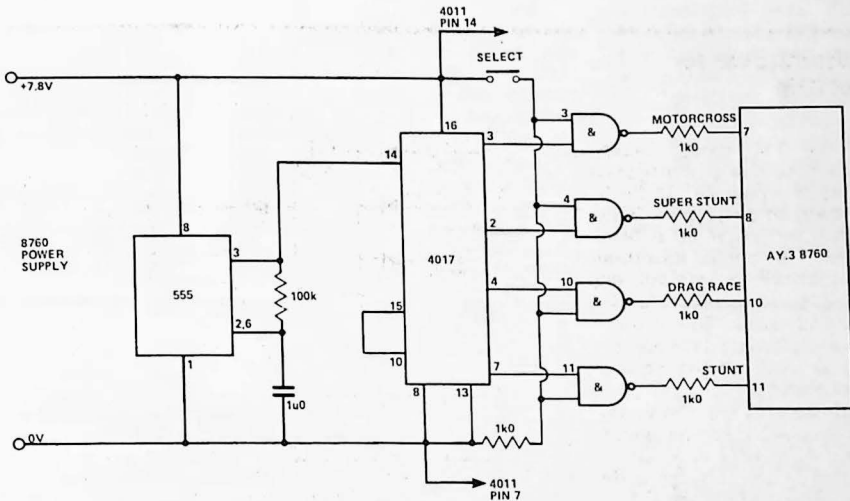 4011
PIN 14
SELECT
+7.8V
16
3
&
MOTORCROSS
1k0
7
14
3
8
3
4
&
SUPER STUNT
1k0
8
2
8760
POWER
SUPPLY
555
100k
4017
AY.3 8760
4
10
&
DRAG RACE
1k0
10
2,6
15
10
1
1u0
7
11
&
STUNT
1k0
11
8
13
1k0
0V
4011
PIN 7